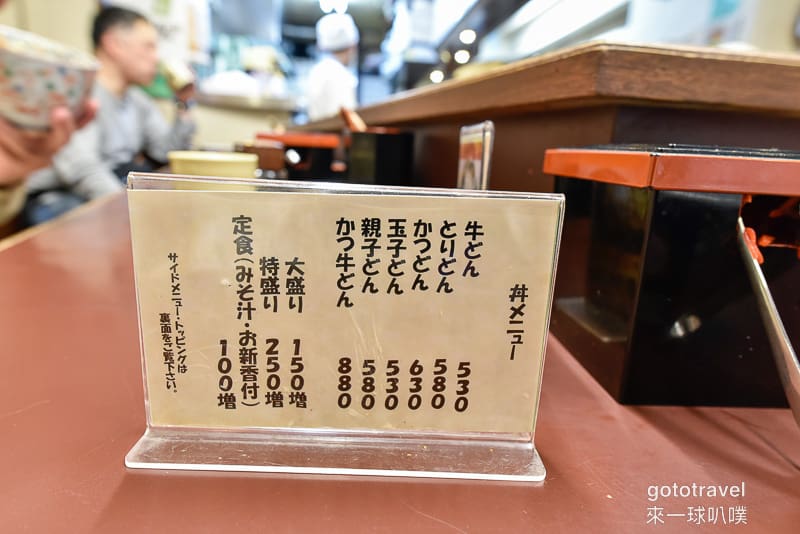 丼メニュー
牛どん 530
とりどん 580
かつどん 630
玉子どん 530
親子どん 580
かつ牛どん 880
大盛り 150増
特盛り 250増
定食(みそ汁・お新香付) 100増
サイドメニュー・トッピングは
裏面をご覧下さい。
gototravel
來一球叭噗